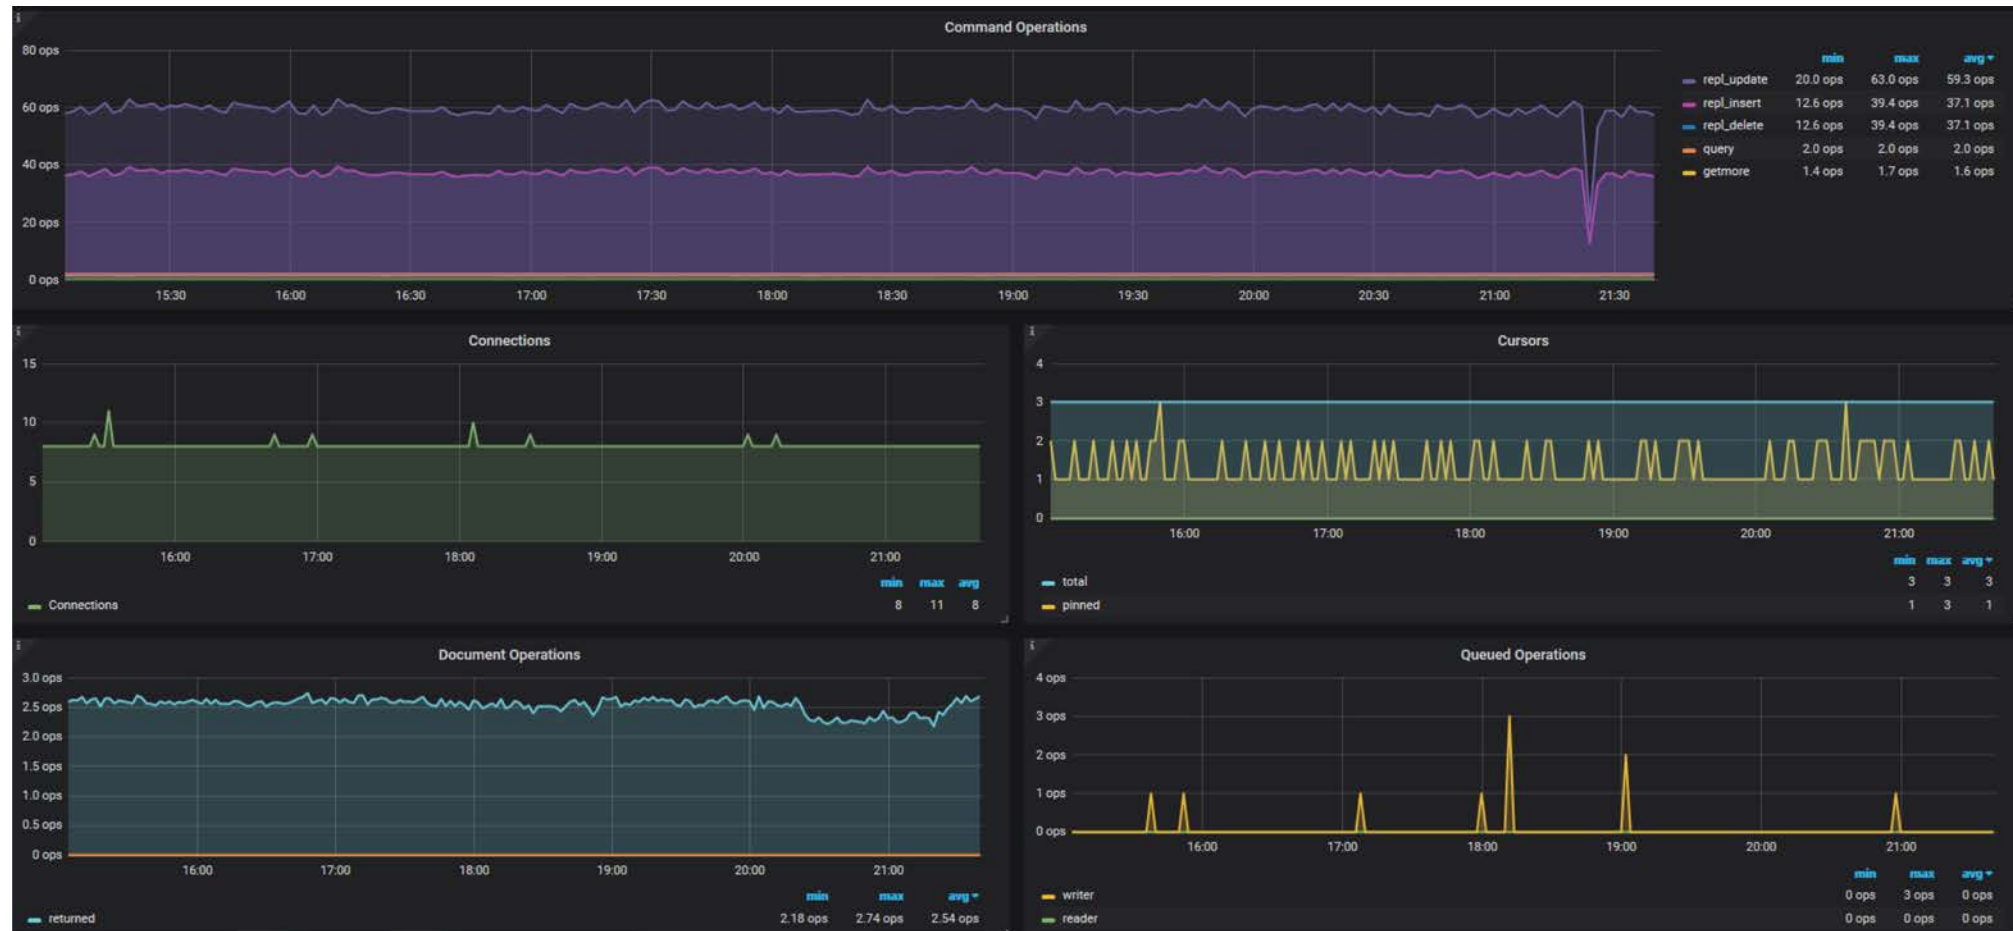 Command Operations
80 ops
60 ops
40 ops
20 ops
0 ops
15:30 16:00 16:30 17:00 17:30 18:00 18:30 19:00 19:30 20:00 20:30 21:00 21:30
min max avg
repl_update 20.0 ops 63.0 ops 59.3 ops
repl_insert 12.6 ops 39.4 ops 37.1 ops
repl_delete 12.6 ops 39.4 ops 37.1 ops
query 2.0 ops 2.0 ops 2.0 ops
getmore 1.4 ops 1.7 ops 1.6 ops
Connections
15
10
5
0
16:00 17:00 18:00 19:00 20:00 21:00
min max avg
Connections 8 11 8
Cursors
4
3
2
1
0
16:00 17:00 18:00 19:00 20:00 21:00
min max avg
total 3 3 3
pinned 1 3 1
Document Operations
3.0 ops
2.5 ops
2.0 ops
1.5 ops
1.0 ops
0.5 ops
0 ops
16:00 17:00 18:00 19:00 20:00 21:00
min max avg
returned 2.18 ops 2.74 ops 2.54 ops
Queued Operations
4 ops
3 ops
2 ops
1 ops
0 ops
16:00 17:00 18:00 19:00 20:00 21:00
min max avg
writer 0 ops 3 ops 0 ops
reader 0 ops 0 ops 0 ops